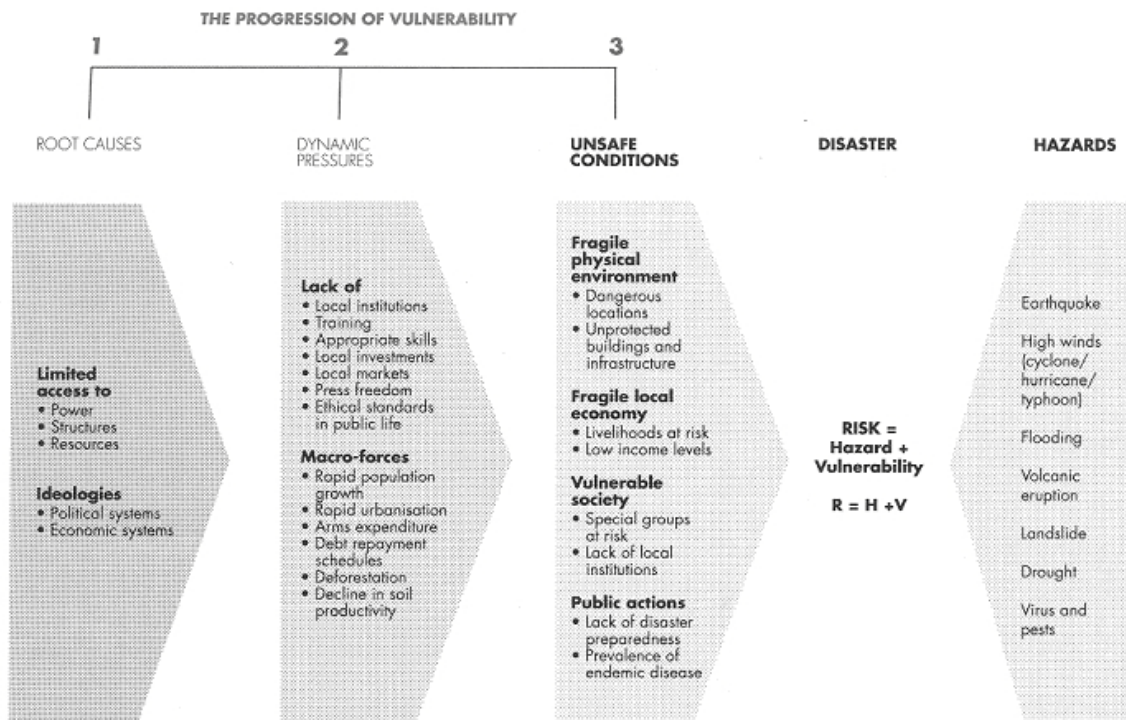 THE PROGRESSION OF VULNERABILITY
1
2
3
ROOT CAUSES
DYNAMIC
PRESSURES
UNSAFE
CONDITIONS
DISASTER
HAZARDS
Limited
access to
• Power
• Structures
• Resources
Ideologies
• Political systems
• Economic systems
Lack of
• Local institutions
• Training
• Appropriate skills
• Local investments
• Local markets
• Press freedom
• Ethical standards
in public life
Macro-forces
• Rapid population
growth
• Rapid urbanisation
• Arms expenditure
• Debt repayment
schedules
• Deforestation
• Decline in soil
productivity
Fragile
physical
environment
• Dangerous
locations
• Unprotected
buildings and
infrastructure
Fragile local
economy
• Livelihoods at risk
• Low income levels
Vulnerable
society
• Special groups
at risk
• Lack of local
institutions
Public actions
• Lack of disaster
preparedness
• Prevalence of
endemic disease
RISK =
Hazard +
Vulnerability
R = H +V
Earthquake
High winds
(cyclone/
hurricane/
typhoon)
Flooding
Volcanic
eruption
Landslide
Drought
Virus and
pests